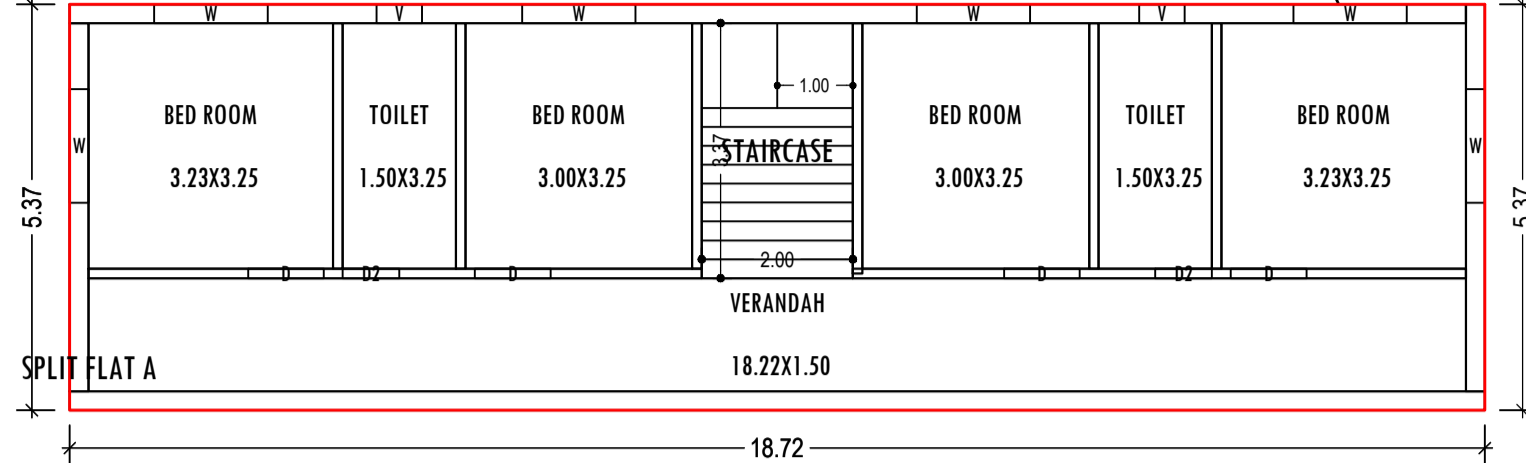 W V W W V W
1.00
BED ROOM TOILET BED ROOM BED ROOM TOILET BED ROOM
W STAIRCASE 3.37 W
3.23X3.25 1.50X3.25 3.00X3.25 3.00X3.25 1.50X3.25 3.23X3.25
5.37 5.37
2.00
D D2 D D D2 D
VERANDAH
SPLIT FLAT A 18.22X1.50
18.72